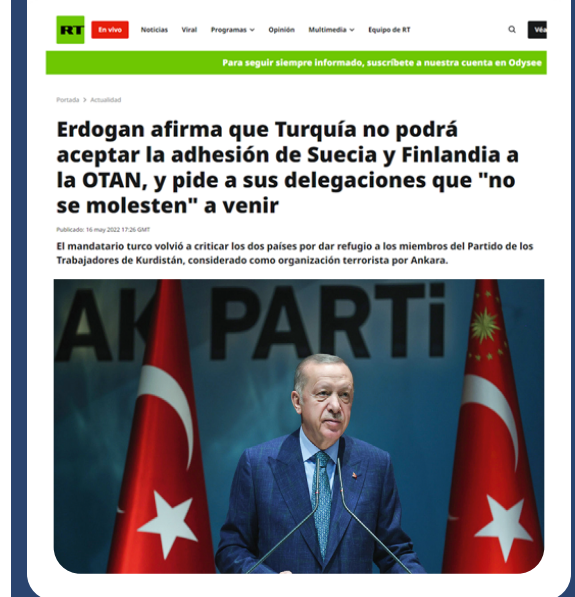 RT En vivo Noticias Viral Programas Opinión Multimedia Equipo de RT Véa
Para seguir siempre informado, suscríbete a nuestra cuenta en Odysee
Portada > Actualidad
Erdogan afirma que Turquía no podrá
aceptar la adhesión de Suecia y Finlandia a
la OTAN, y pide a sus delegaciones que "no
se molesten" a venir
Publicado: 16 may 2022 17:26 GMT
El mandatario turco volvió a criticar los dos países por dar refugio a los miembros del Partido de los
Trabajadores de Kurdistán, considerado como organización terrorista por Ankara.
AK PARTi